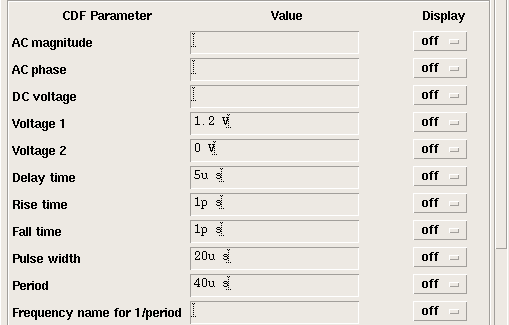 CDF Parameter Value Display
AC magnitude off
AC phase off
DC voltage off
Voltage 1 1.2 V off
Voltage 2 0 V off
Delay time 5u s off
Rise time 1p s off
Fall time 1p s off
Pulse width 20u s off
Period 40u s off
Frequency name for 1/period off